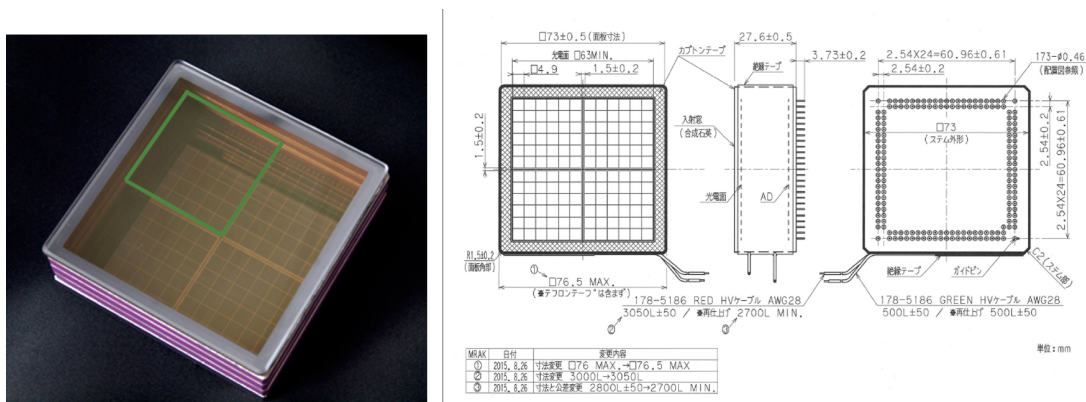 □73±0.5(面板寸法)
光電面 □63MIN.
□4.9
1.5±0.2
1.5±0.2
カプトンテープ
27.6±0.5
絶縁テープ
3.73±0.2
入射窓
(合成石英)
光電面
AD
2.54X24=60.96±0.61
2.54±0.2
173-φ0.46
(配置図参照)
□73
(ステム外形)
2.54±0.2
2.54X24=60.96±0.61
R1.5±0.2
(面板角部)
①
□76.5 MAX.
(※テフロンテープは含まず)
C2(ステム部)
絶縁テープ
ガイドピン
178-5186 RED HVケーブル AWG28
3050L±50 / ※再仕上げ 2700L MIN.
②
③
178-5186 GREEN HVケーブル AWG28
500L±50 / ※再仕上げ 500L±50
単位:mm
MRAK 日付 変更内容
① 2015. 8.26 寸法変更 □76 MAX.→□76.5 MAX
② 2015. 8.26 寸法変更 3000L→3050L
③ 2015. 8.26 寸法と公差変更 2800L±50→2700L MIN.